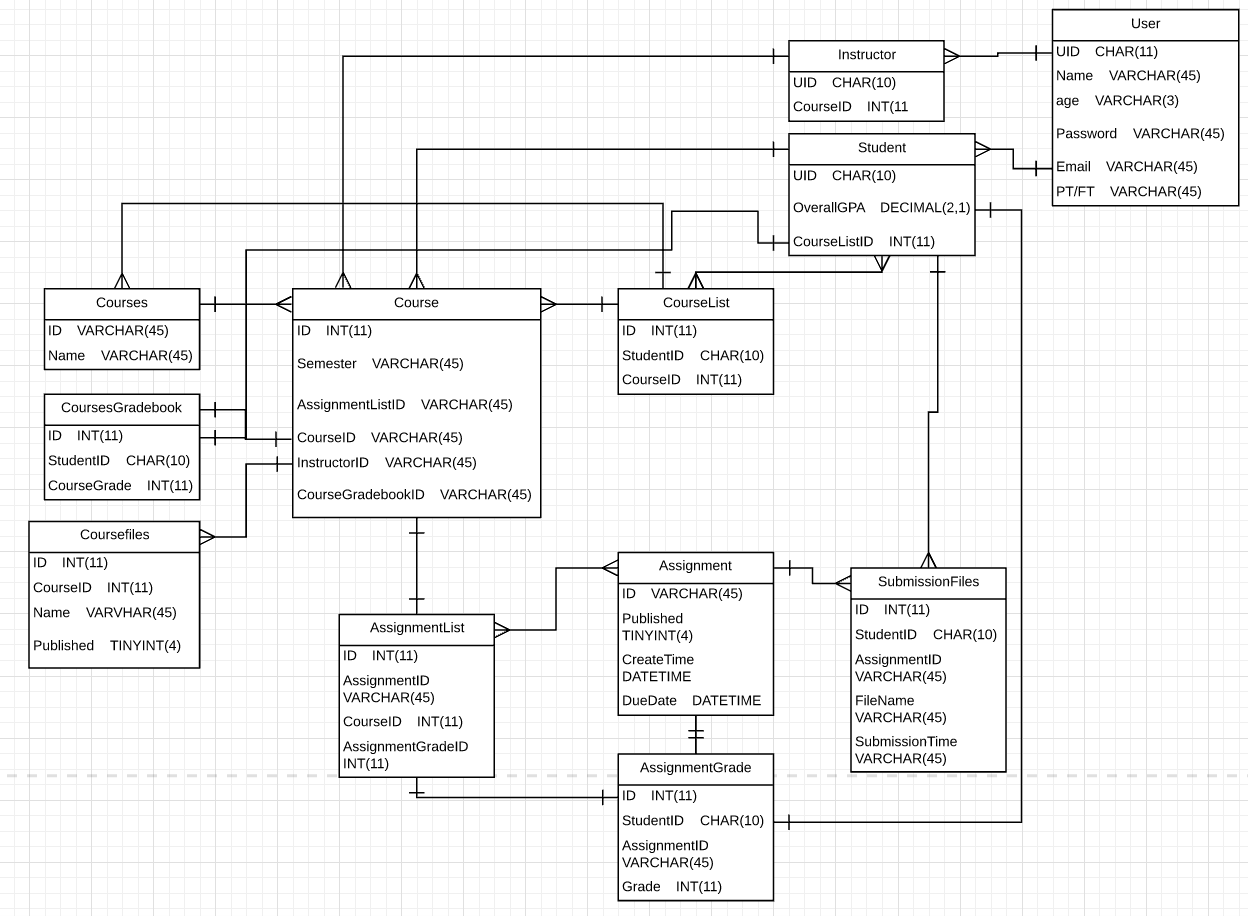 User
UID CHAR(11)
Name VARCHAR(45)
age VARCHAR(3)
Password VARCHAR(45)
Email VARCHAR(45)
PT/FT VARCHAR(45)
Instructor
UID CHAR(10)
CourseID INT(11
Student
UID CHAR(10)
OverallGPA DECIMAL(2,1)
CourseListID INT(11)
Courses
ID VARCHAR(45)
Name VARCHAR(45)
Course
ID INT(11)
Semester VARCHAR(45)
AssignmentListID VARCHAR(45)
CourseID VARCHAR(45)
InstructorID VARCHAR(45)
CourseGradebookID VARCHAR(45)
CourseList
ID INT(11)
StudentID CHAR(10)
CourseID INT(11)
CoursesGradebook
ID INT(11)
StudentID CHAR(10)
CourseGrade INT(11)
Coursefiles
ID INT(11)
CourseID INT(11)
Name VARVHAR(45)
Published TINYINT(4)
AssignmentList
ID INT(11)
AssignmentID
VARCHAR(45)
CourseID INT(11)
AssignmentGradeID
INT(11)
Assignment
ID VARCHAR(45)
Published
TINYINT(4)
CreateTime
DATETIME
DueDate DATETIME
SubmissionFiles
ID INT(11)
StudentID CHAR(10)
AssignmentID
VARCHAR(45)
FileName
VARCHAR(45)
SubmissionTime
VARCHAR(45)
AssignmentGrade
ID INT(11)
StudentID CHAR(10)
AssignmentID
VARCHAR(45)
Grade INT(11)